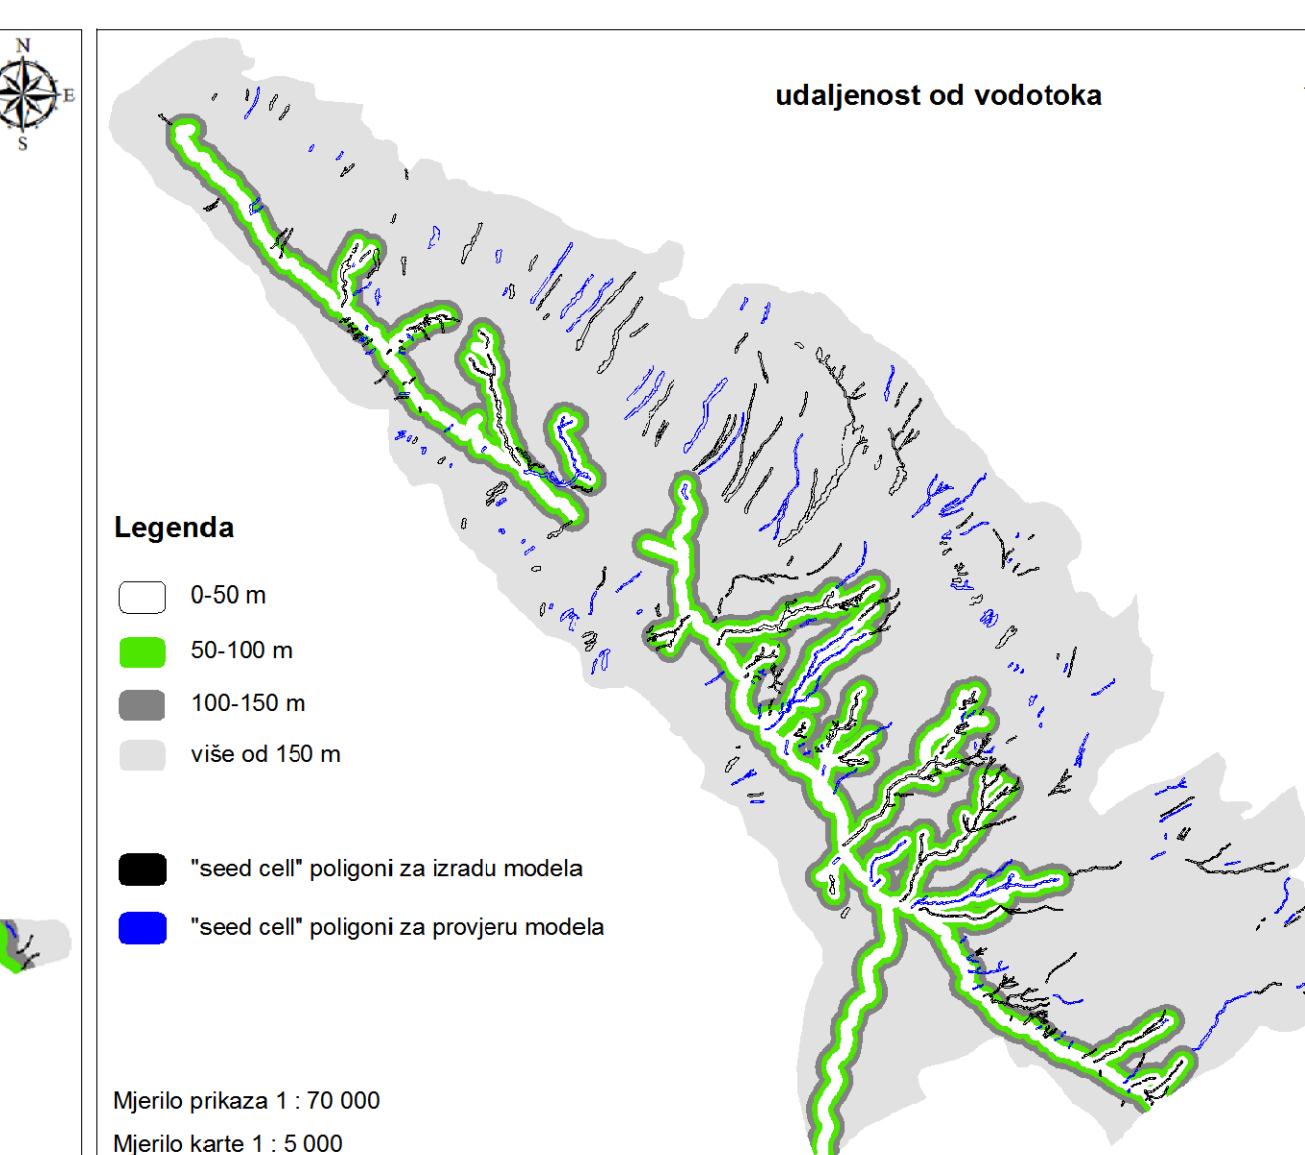 N
E
S
udaljenost od vodotoka
Legenda
0-50 m
50-100 m
100-150 m
više od 150 m
"seed cell" poligoni za izradu modela
"seed cell" poligoni za provjeru modela
Mjerilo prikaza 1 : 70 000
Mjerilo karte 1 : 5 000